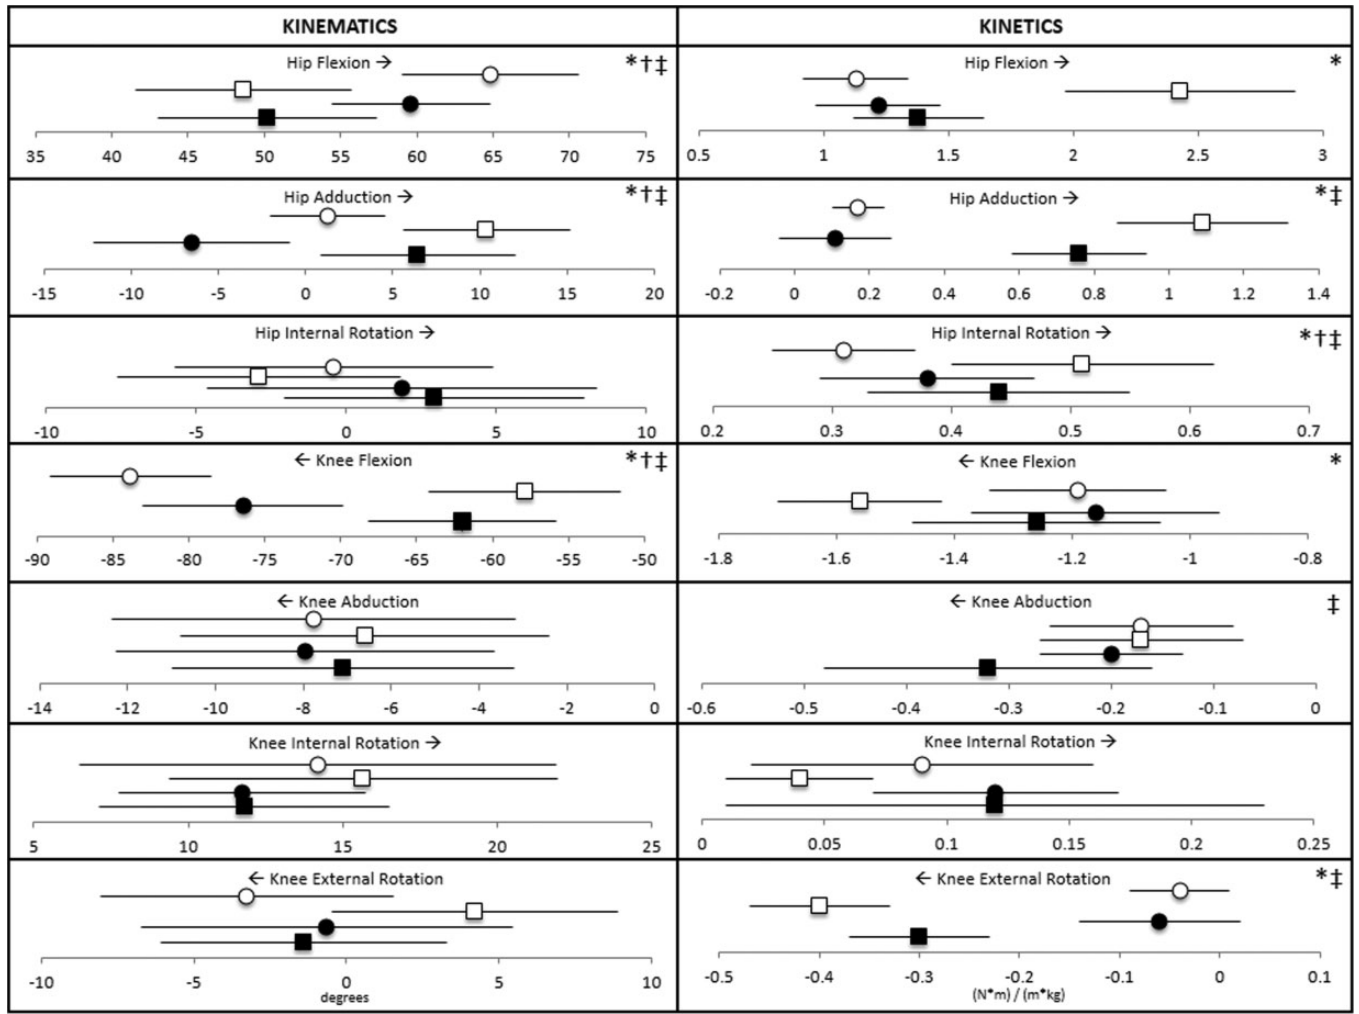 KINEMATICS
KINETICS
Hip Flexion →
*†‡
35 40 45 50 55 60 65 70 75
Hip Flexion →
*
0.5 1 1.5 2 2.5 3
Hip Adduction →
*†‡
-15 -10 -5 0 5 10 15 20
Hip Adduction →
*‡
-0.2 0 0.2 0.4 0.6 0.8 1 1.2 1.4
Hip Internal Rotation →
-10 -5 0 5 10
Hip Internal Rotation →
*†‡
0.2 0.3 0.4 0.5 0.6 0.7
← Knee Flexion
*†‡
-90 -85 -80 -75 -70 -65 -60 -55 -50
← Knee Flexion
*
-1.8 -1.6 -1.4 -1.2 -1 -0.8
← Knee Abduction
-14 -12 -10 -8 -6 -4 -2 0
← Knee Abduction
‡
-0.6 -0.5 -0.4 -0.3 -0.2 -0.1 0
Knee Internal Rotation →
5 10 15 20 25
Knee Internal Rotation →
0 0.05 0.1 0.15 0.2 0.25
← Knee External Rotation
-10 -5 0 5 10
degrees
← Knee External Rotation
*‡
-0.5 -0.4 -0.3 -0.2 -0.1 0 0.1
(N*m) / (m*kg)